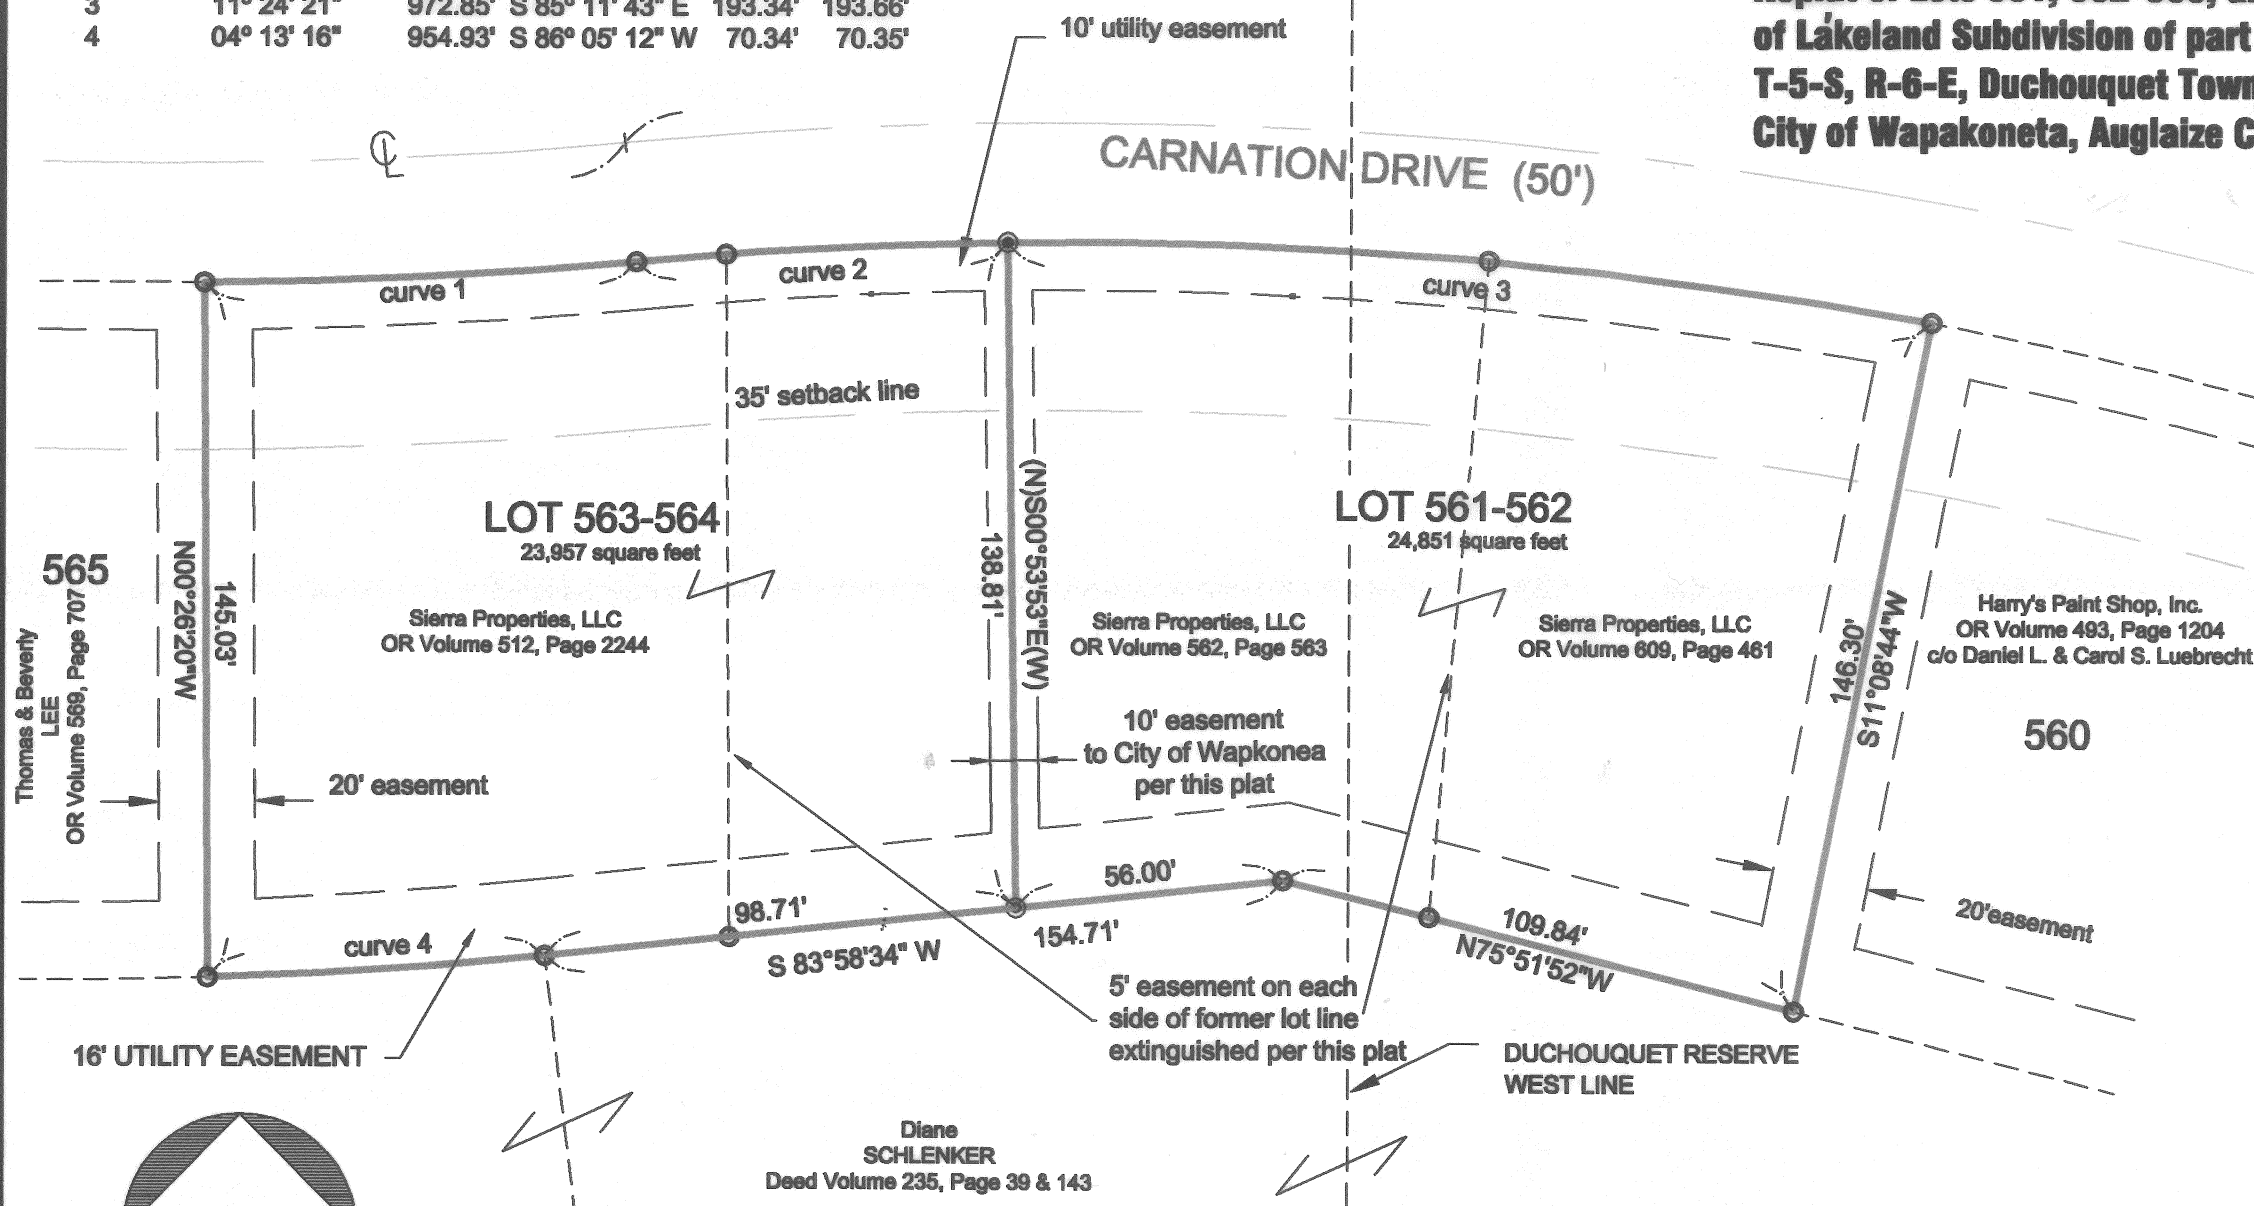 3 11º 24' 21" 972.85' S 85º 11' 43" E 193.34' 193.66'
4 04º 13' 16" 954.93' S 86º 05' 12" W 70.34' 70.35'
of Lakeland Subdivision of part
T-5-S, R-6-E, Duchouquet Town
City of Wapakoneta, Auglaize C
10' utility easement
CARNATION DRIVE (50')
curve 1
curve 2
curve 3
35' setback line
LOT 563-564
23,957 square feet
Sierra Properties, LLC
OR Volume 512, Page 2244
LOT 561-562
24,851 square feet
Sierra Properties, LLC
OR Volume 562, Page 563
Sierra Properties, LLC
OR Volume 609, Page 461
565
Thomas & Beverly
LEE
OR Volume 569, Page 707
N00°26'20"W
145.03'
138.81'
(N)S00°53'53"E(W)
146.30'
S11°08'44"W
Harry's Paint Shop, Inc.
OR Volume 493, Page 1204
c/o Daniel L. & Carol S. Luebrecht
560
10' easement
to City of Wapkonea
per this plat
20' easement
20'easement
curve 4
98.71'
S 83°58'34" W
56.00'
154.71'
109.84'
N75°51'52"W
5' easement on each
side of former lot line
extinguished per this plat
16' UTILITY EASEMENT
DUCHOUQUET RESERVE
WEST LINE
Diane
SCHLENKER
Deed Volume 235, Page 39 & 143